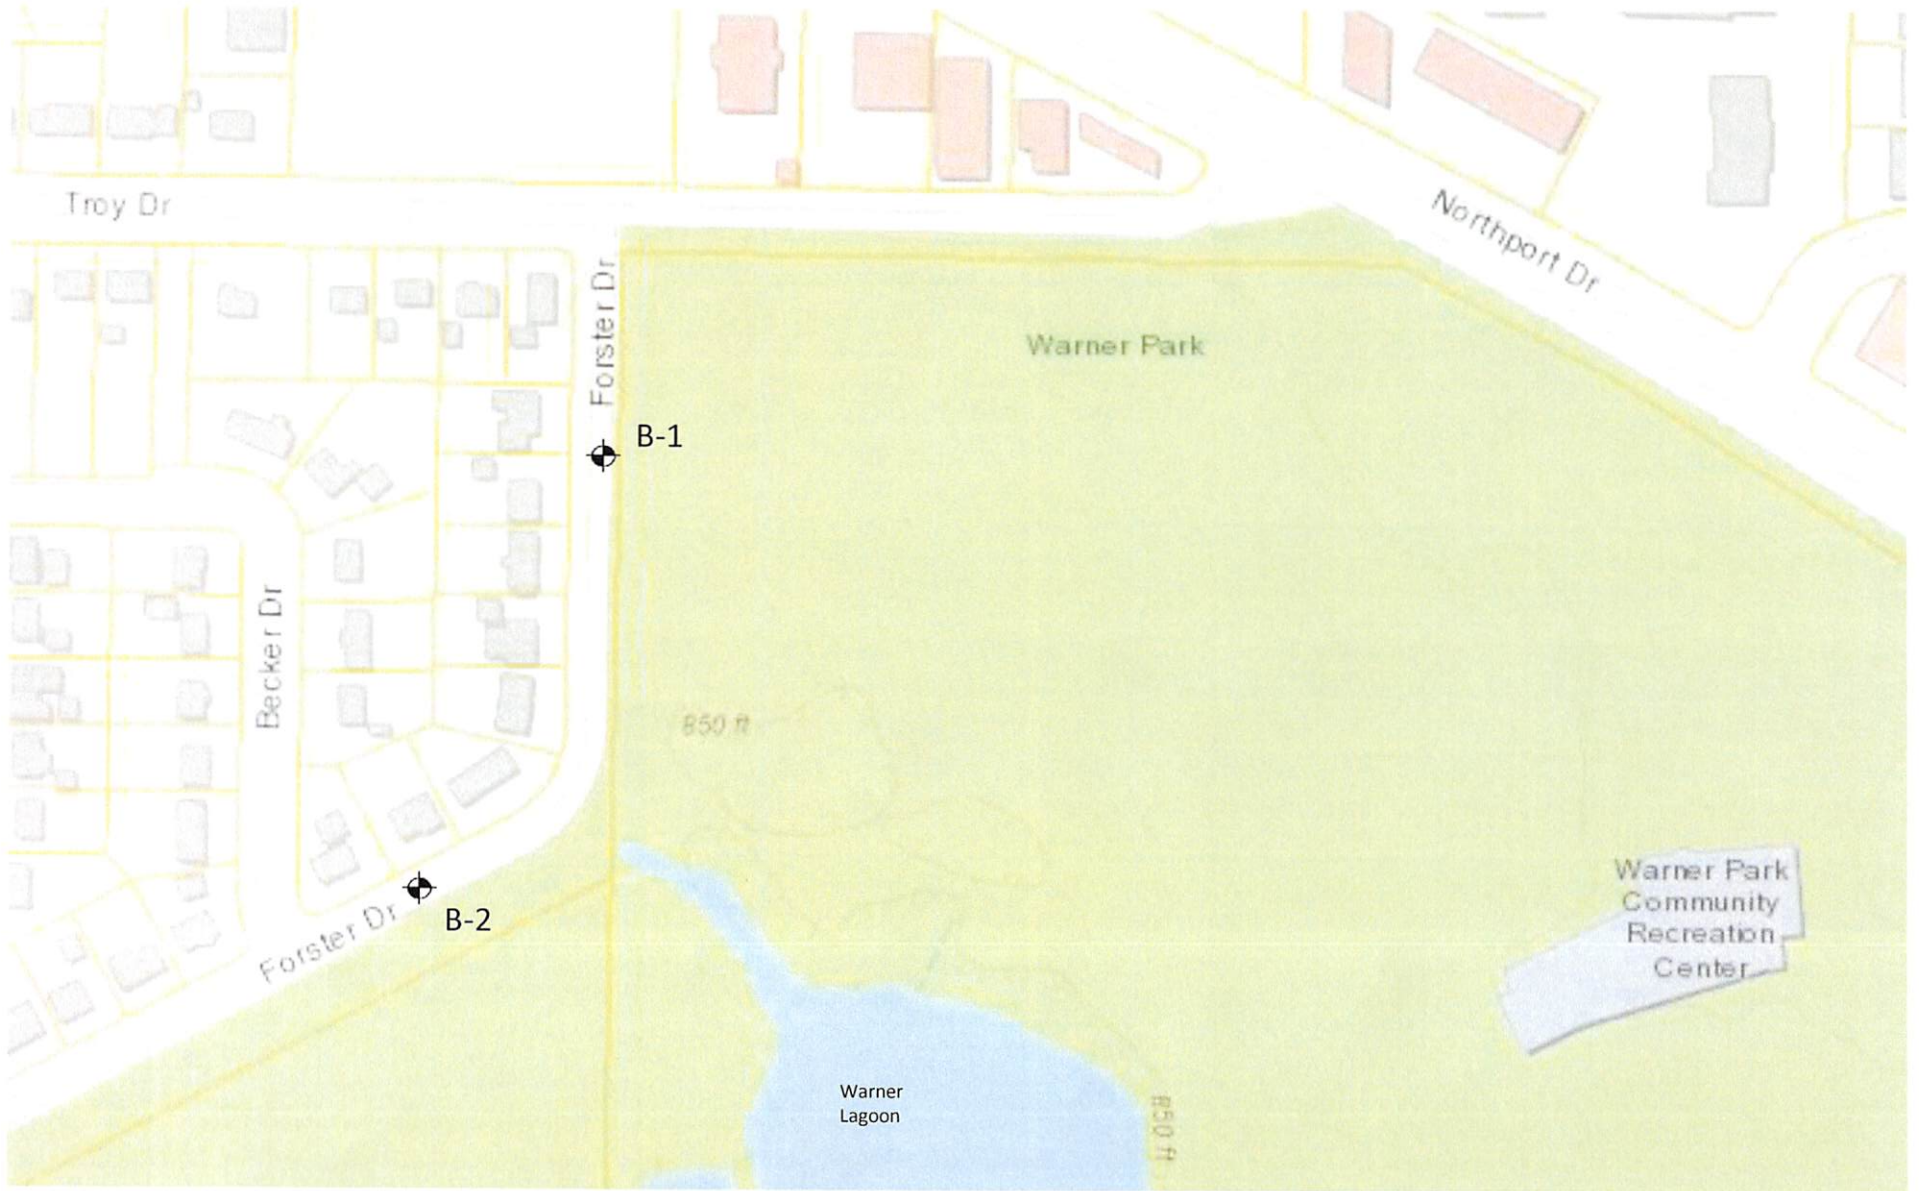 Troy Dr
Northport Dr
Forster Dr
Warner Park
B-1
Becker Dr
850 ft
Warner Park
Community
Recreation
Center
Forster Dr
B-2
Warner
Lagoon
850 ft